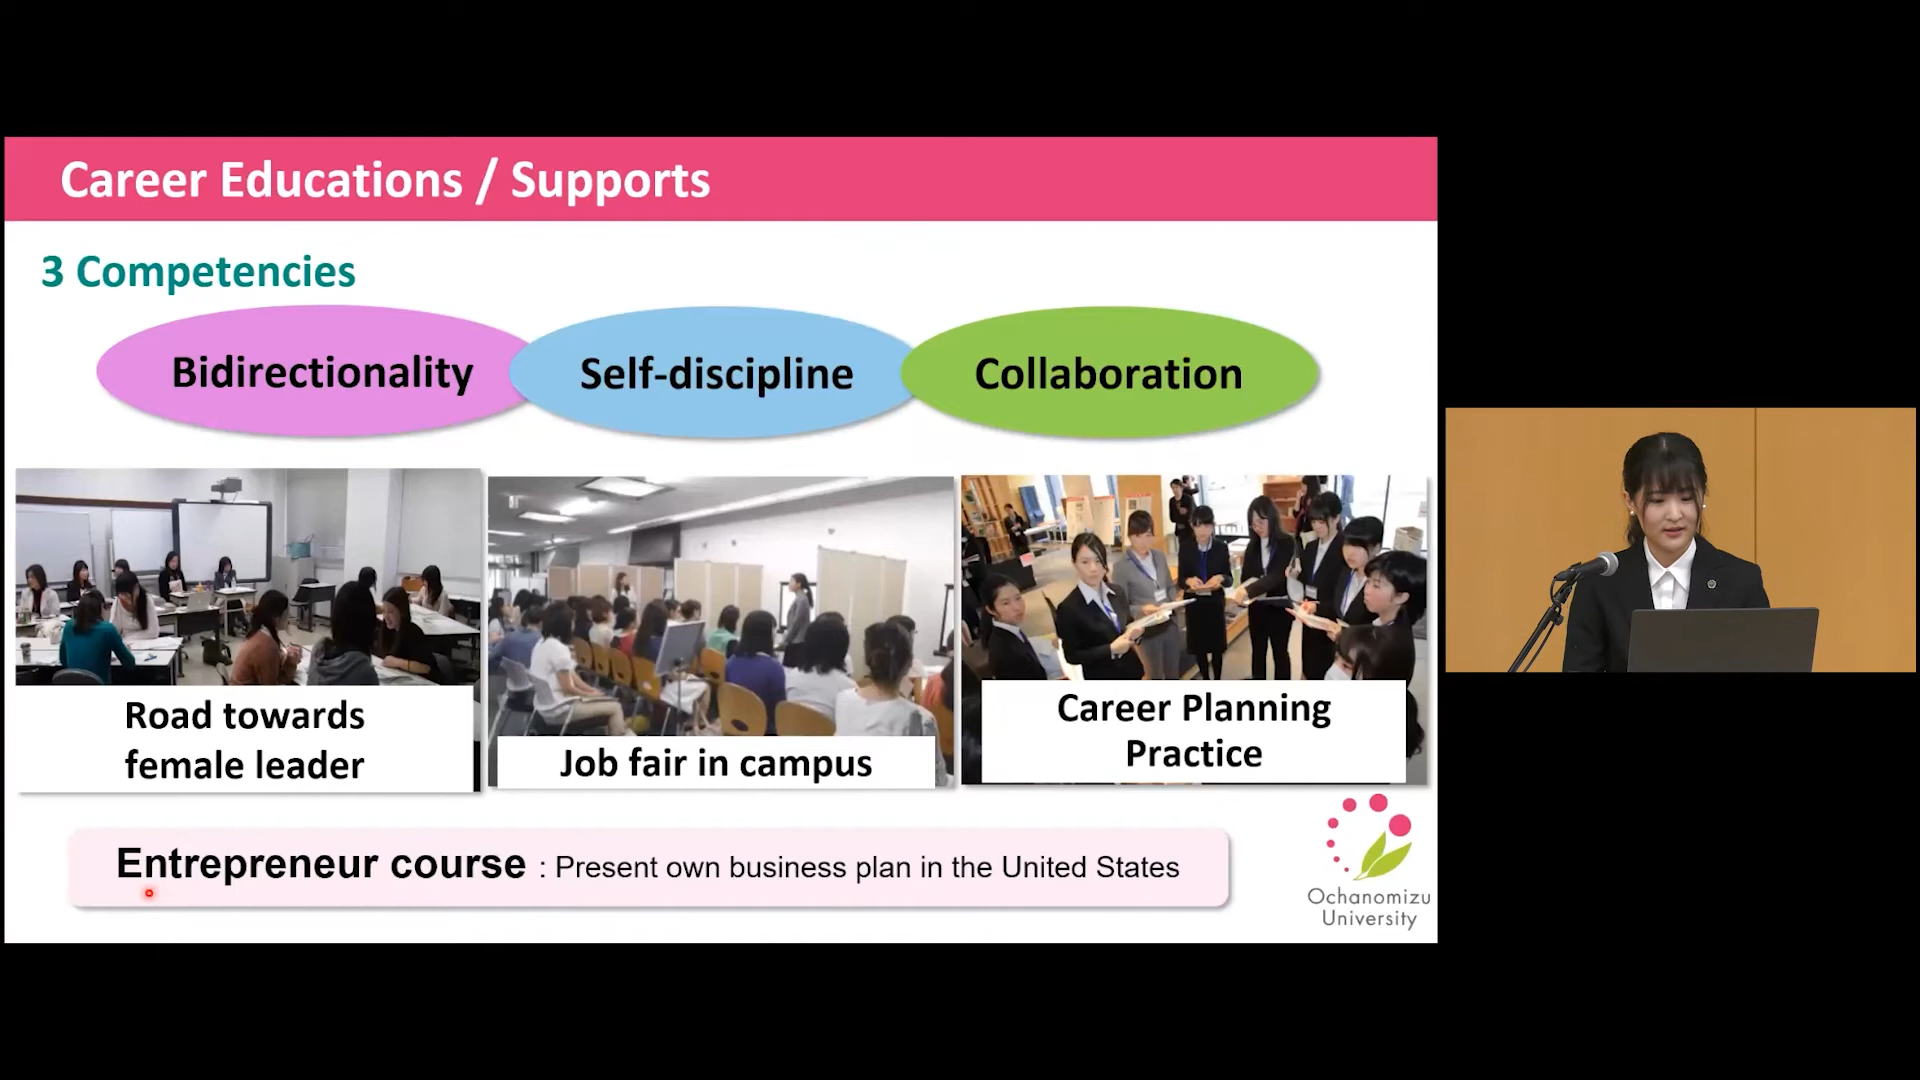 Career Educations / Supports
3 Competencies
Bidirectionality
Self-discipline
Collaboration
Road towards
female leader
Job fair in campus
Career Planning
Practice
Entrepreneur course : Present own business plan in the United States
Ochanomizu
University